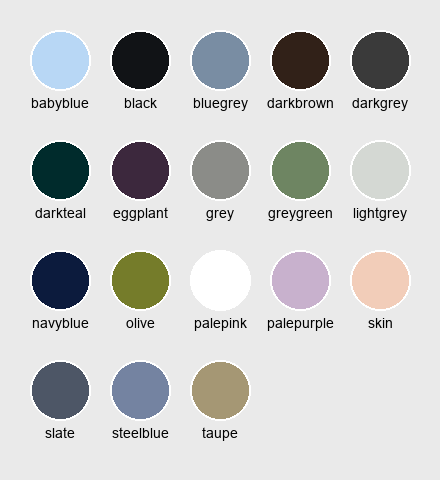 babyblue black bluegrey darkbrown darkgrey
darkteal eggplant grey greygreen lightgrey
navyblue olive palepink palepurple skin
slate steelblue taupe